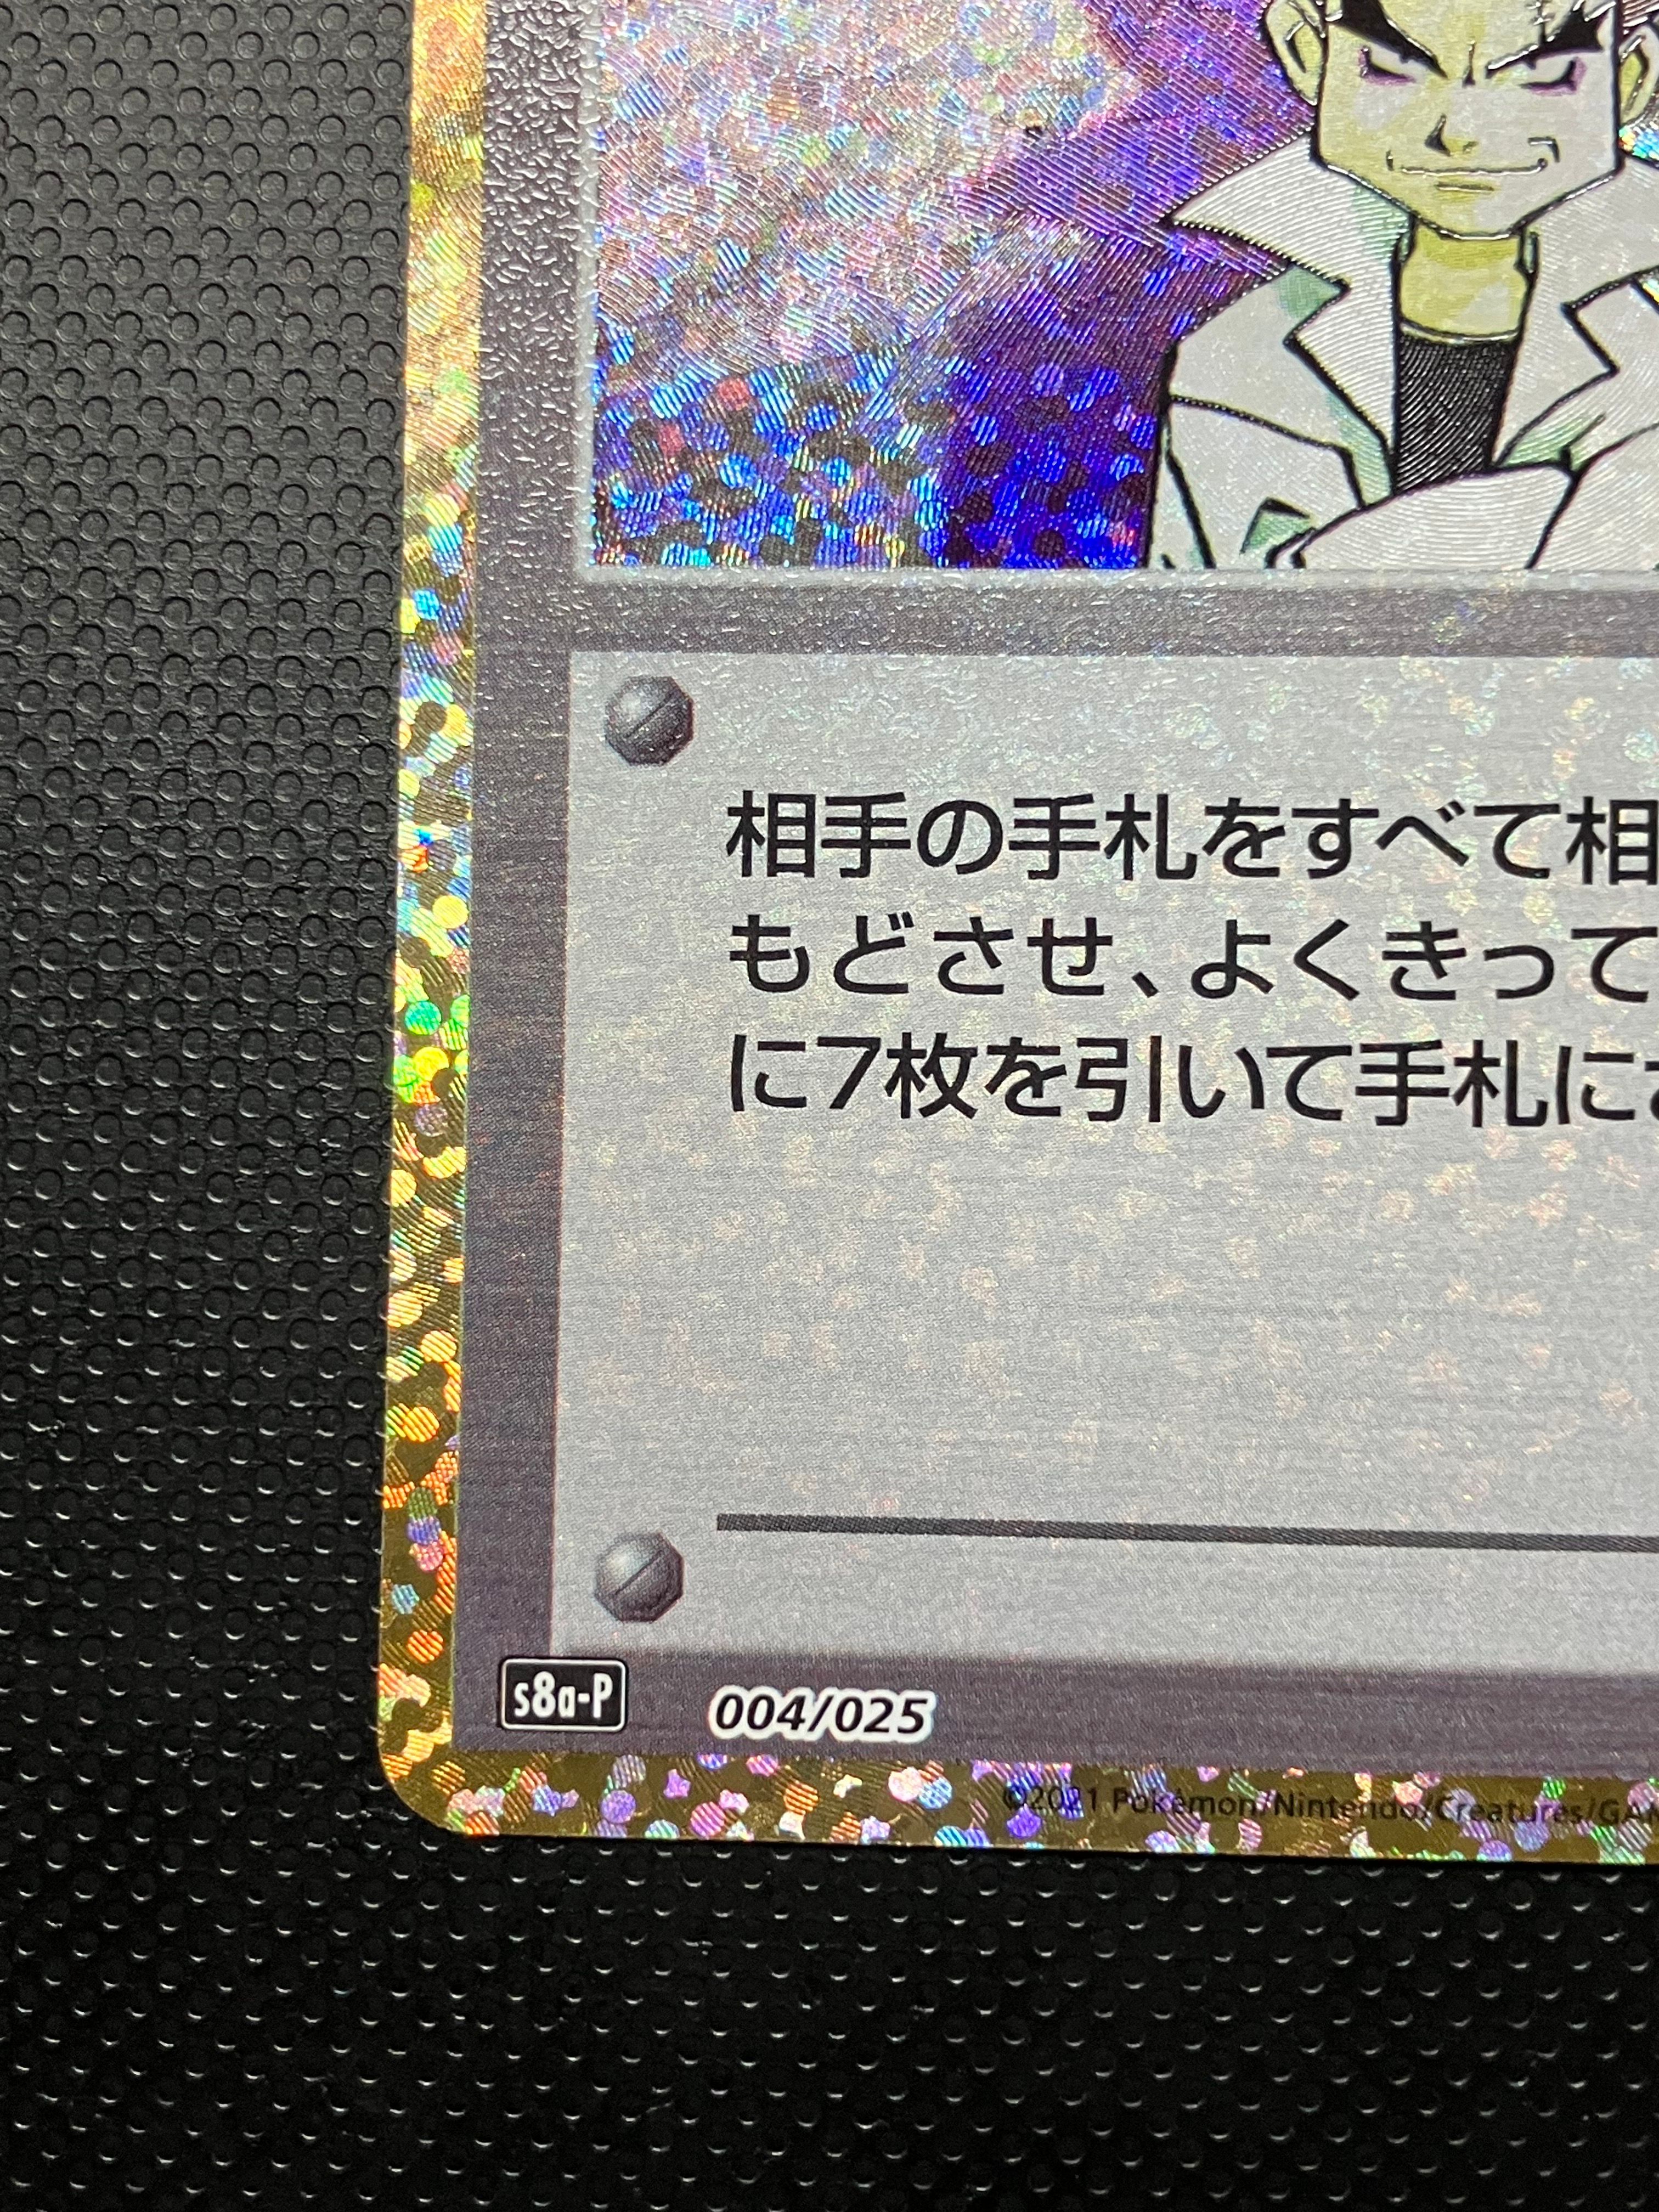 相手の手札をすべて相
もどさせ、よくきって
に7枚を引いて手札に
s8a-P
004/025
©2021 Pokémon/Nintendo/Creatures/GA